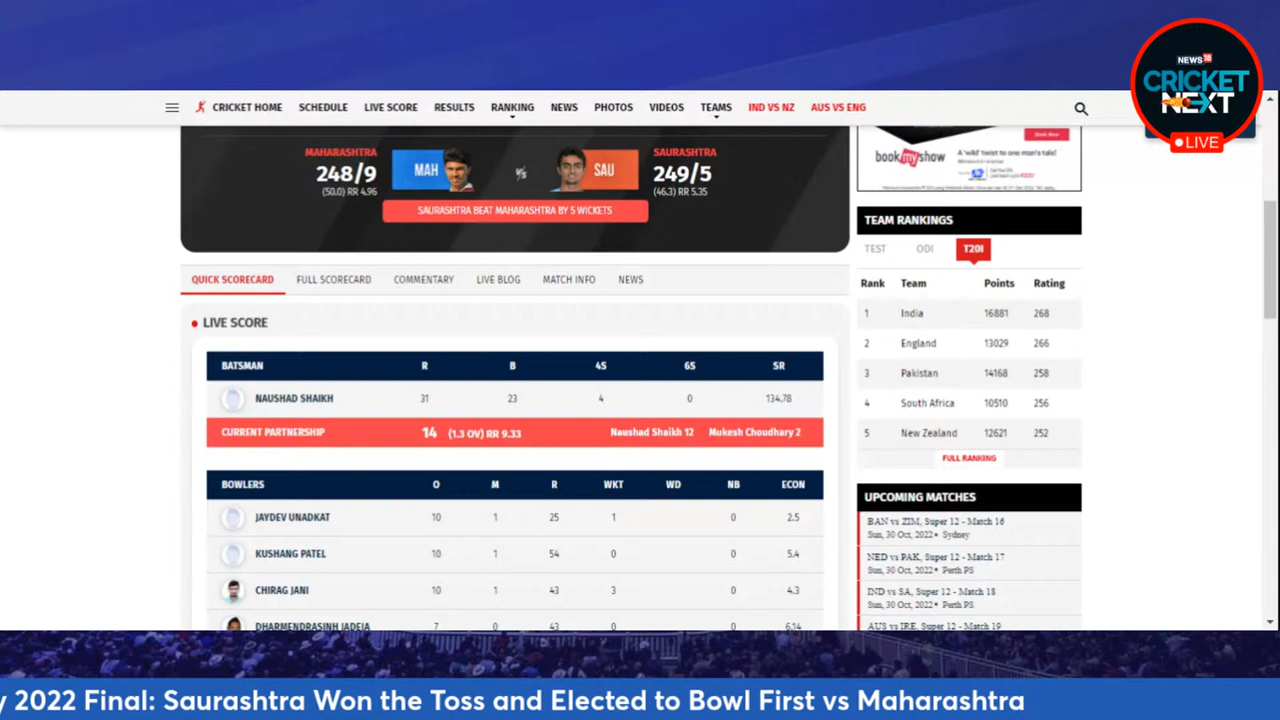 NEWS18
CRICKET
NEXT
LIVE
CRICKET HOME SCHEDULE LIVE SCORE RESULTS RANKING NEWS PHOTOS VIDEOS TEAMS IND VS NZ AUS VS ENG
MAHARASHTRA
248/9
(50.0) RR 4.96
MAH
V/S
SAU
SAURASHTRA
249/5
(46.3) RR 5.35
SAURASHTRA BEAT MAHARASHTRA BY 5 WICKETS
QUICK SCORECARD FULL SCORECARD COMMENTARY LIVE BLOG MATCH INFO NEWS
LIVE SCORE
BATSMAN R B 4S 6S SR
NAUSHAD SHAIKH 31 23 4 0 134.78
CURRENT PARTNERSHIP 14 (1.3 OV) RR 9.33 Naushad Shaikh 12 Mukesh Choudhary 2
BOWLERS O M R WKT WD NB ECON
JAYDEV UNADKAT 10 1 25 1 0 2.5
KUSHANG PATEL 10 1 54 0 0 5.4
CHIRAG JANI 10 1 43 3 0 4.3
DHARMENDRASINH JADEJA 7 0 43 0 0 6.14
Book Now
bookmyshow
A 'wild' twist to one man's tale!
TEAM RANKINGS
TEST ODI T20I
Rank Team Points Rating
1 India 16881 268
2 England 13029 266
3 Pakistan 14168 258
4 South Africa 10510 256
5 New Zealand 12621 252
FULL RANKING
UPCOMING MATCHES
BAN vs ZIM, Super 12 - Match 16
Sun, 30 Oct, 2022• Sydney
NED vs PAK, Super 12 - Match 17
Sun, 30 Oct, 2022• Perth PS
IND vs SA, Super 12 - Match 18
Sun, 30 Oct, 2022• Perth PS
AUS vs IRE, Super 12 - Match 19
y 2022 Final: Saurashtra Won the Toss and Elected to Bowl First vs Maharashtra